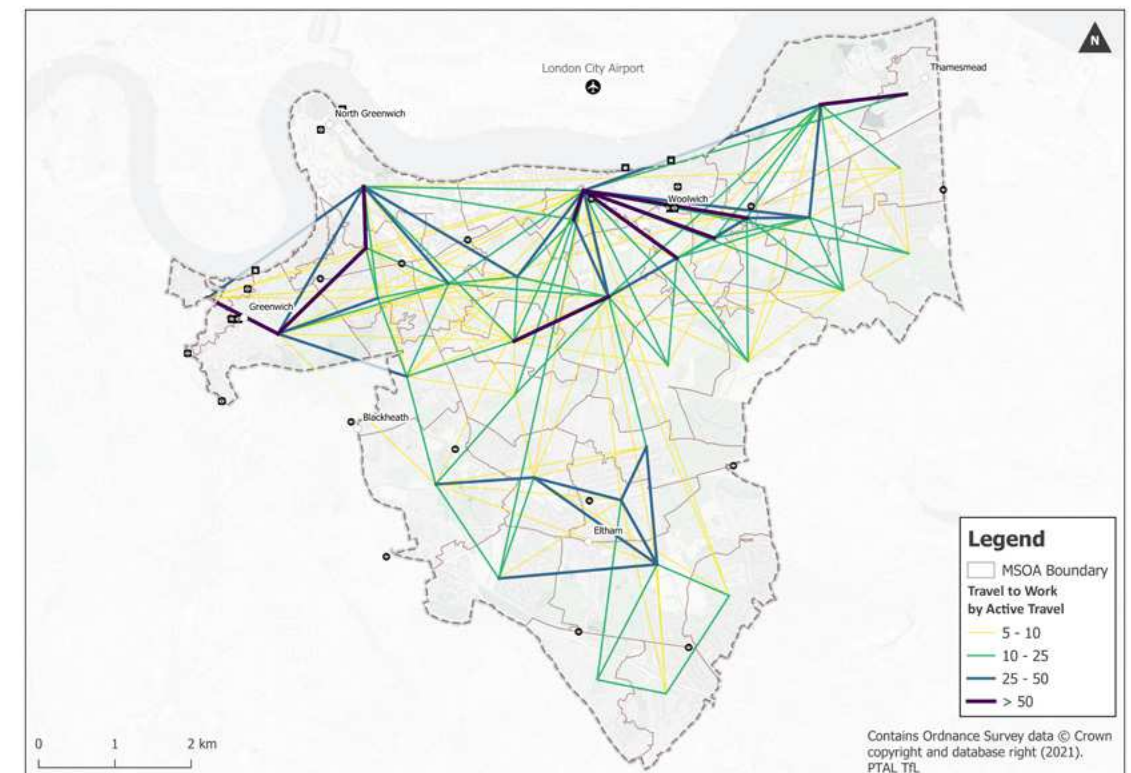 N
London City Airport
Thamesmead
North Greenwich
Woolwich
Greenwich
Blackheath
Eltham
Legend
MSOA Boundary
Travel to Work
by Active Travel
5 - 10
10 - 25
25 - 50
> 50
0 1 2 km
Contains Ordnance Survey data © Crown
copyright and database right (2021).
PTAL TfL